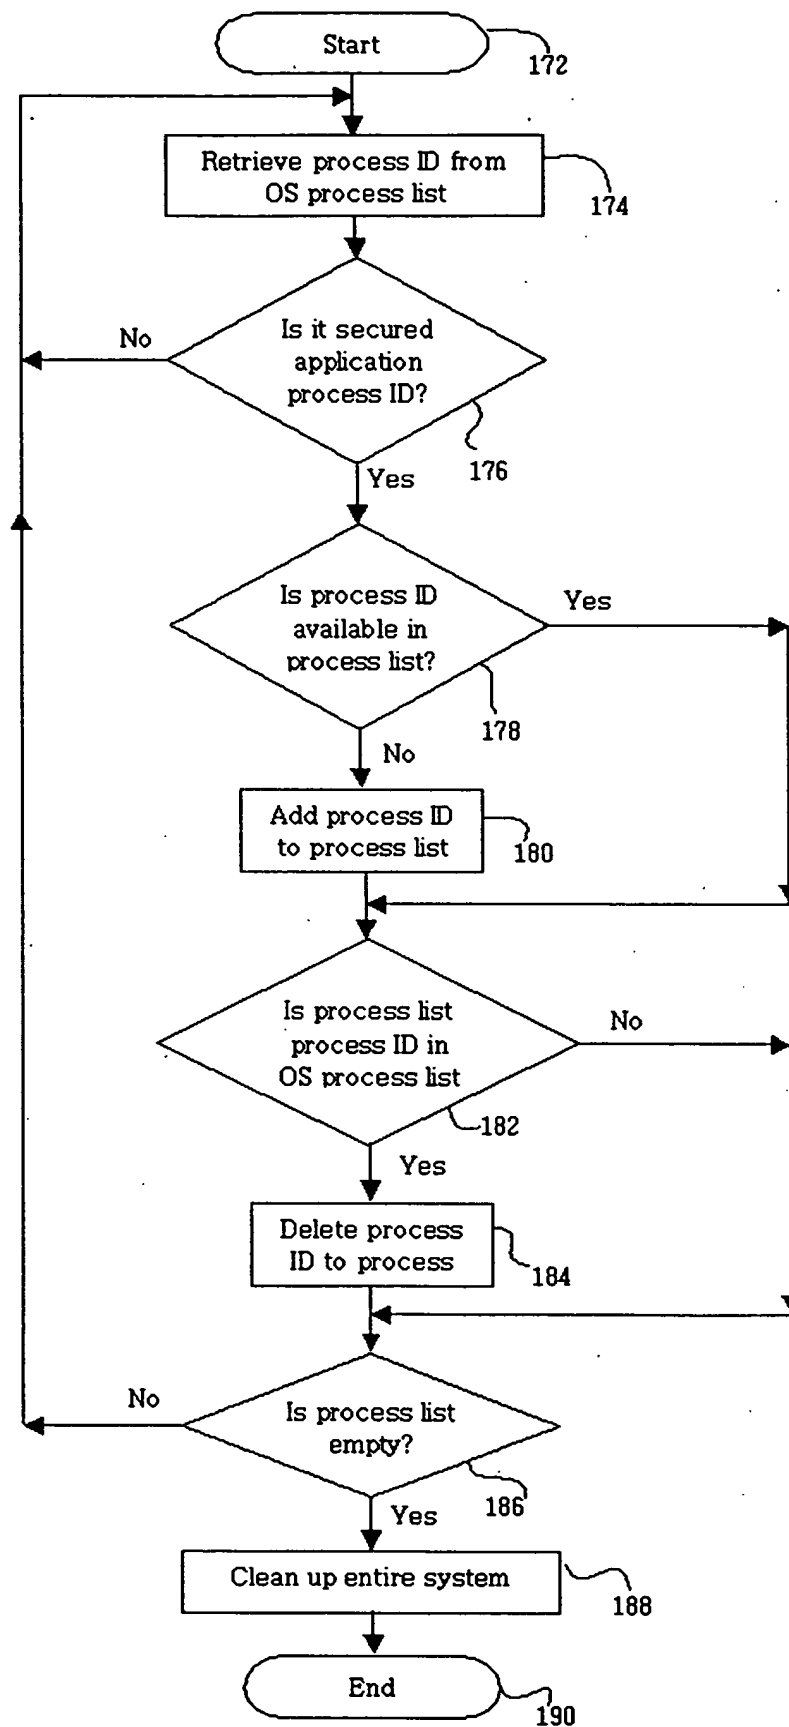 Start
172
Retrieve process ID from
OS process list
174
No
Is it secured
application
process ID?
176
Yes
Is process ID
available in
process list?
Yes
178
No
Add process ID
to process list
180
Is process list
process ID in
OS process list
No
182
Yes
Delete process
ID to process
184
No
Is process list
empty?
186
Yes
Clean up entire system
188
End
190